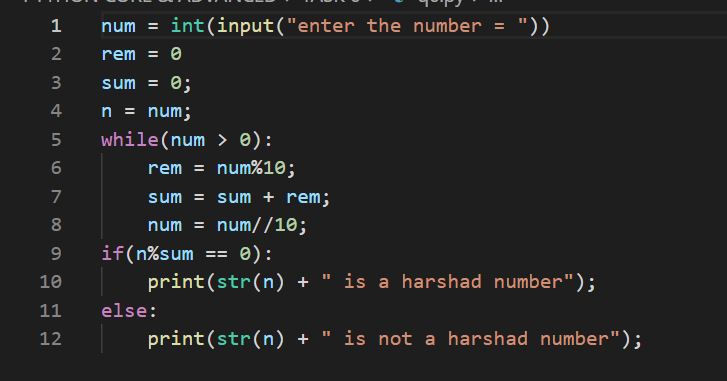 1 num = int(input("enter the number = "))
2 rem = 0
3 sum = 0;
4 n = num;
5 while(num > 0):
6     rem = num%10;
7     sum = sum + rem;
8     num = num//10;
9 if(n%sum == 0):
10     print(str(n) + " is a harshad number");
11 else:
12     print(str(n) + " is not a harshad number");